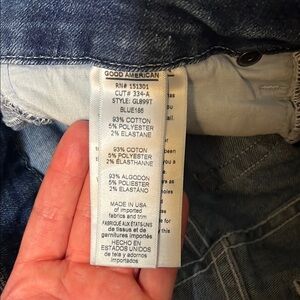 GOOD AMERICAN
RN# 151301
CUT# 334-A
STYLE: GLB99T
BLUE186
93% COTTON
5% POLYESTER
2% ELASTANE
93% COTON
5% POLYESTER
2% ÉLASTHANNE
93% ALGODÓN
5% POLIÉSTER
2% ELASTANO
MADE IN USA
of imported
fabrics and trim
FABRIQUÉ AUX ÉTATS-UNIS
de tissus et de
garnitures importés
HECHO EN
ESTADOS UNIDOS
de tela y adornos
importados